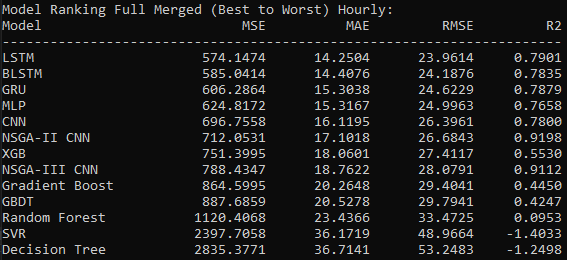 Model Ranking Full Merged (Best to Worst) Hourly:
Model MSE MAE RMSE R2
----------------------------------------------------------------------
LSTM 574.1474 14.2504 23.9614 0.7901
BLSTM 585.0414 14.4076 24.1876 0.7835
GRU 606.2864 15.3038 24.6229 0.7879
MLP 624.8172 15.3167 24.9963 0.7658
CNN 696.7558 16.1195 26.3961 0.7800
NSGA-II CNN 712.0531 17.1018 26.6843 0.9198
XGB 751.3995 18.0601 27.4117 0.5530
NSGA-III CNN 788.4347 18.7622 28.0791 0.9112
Gradient Boost 864.5995 20.2648 29.4041 0.4450
GBDT 887.6859 20.5278 29.7941 0.4247
Random Forest 1120.4068 23.4366 33.4725 0.0953
SVR 2397.7058 36.1719 48.9664 -1.4033
Decision Tree 2835.3771 36.7141 53.2483 -1.2498